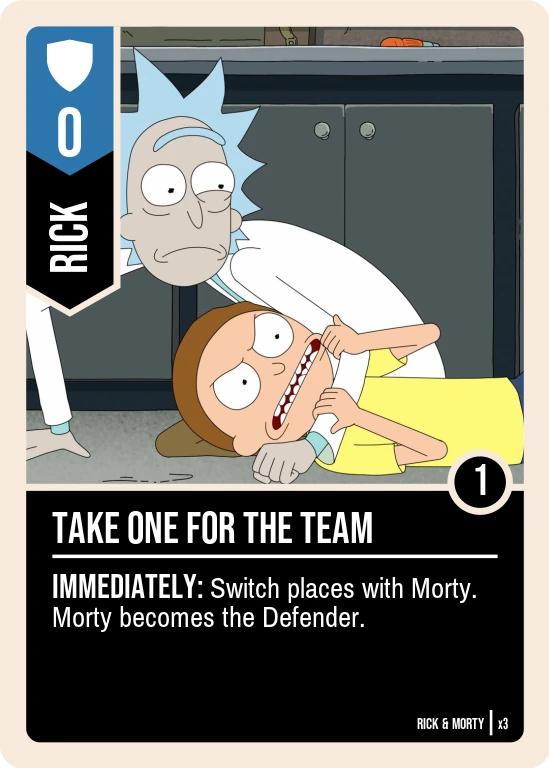 0
RICK
1
TAKE ONE FOR THE TEAM
IMMEDIATELY: Switch places with Morty.
Morty becomes the Defender.
RICK & MORTY | x3